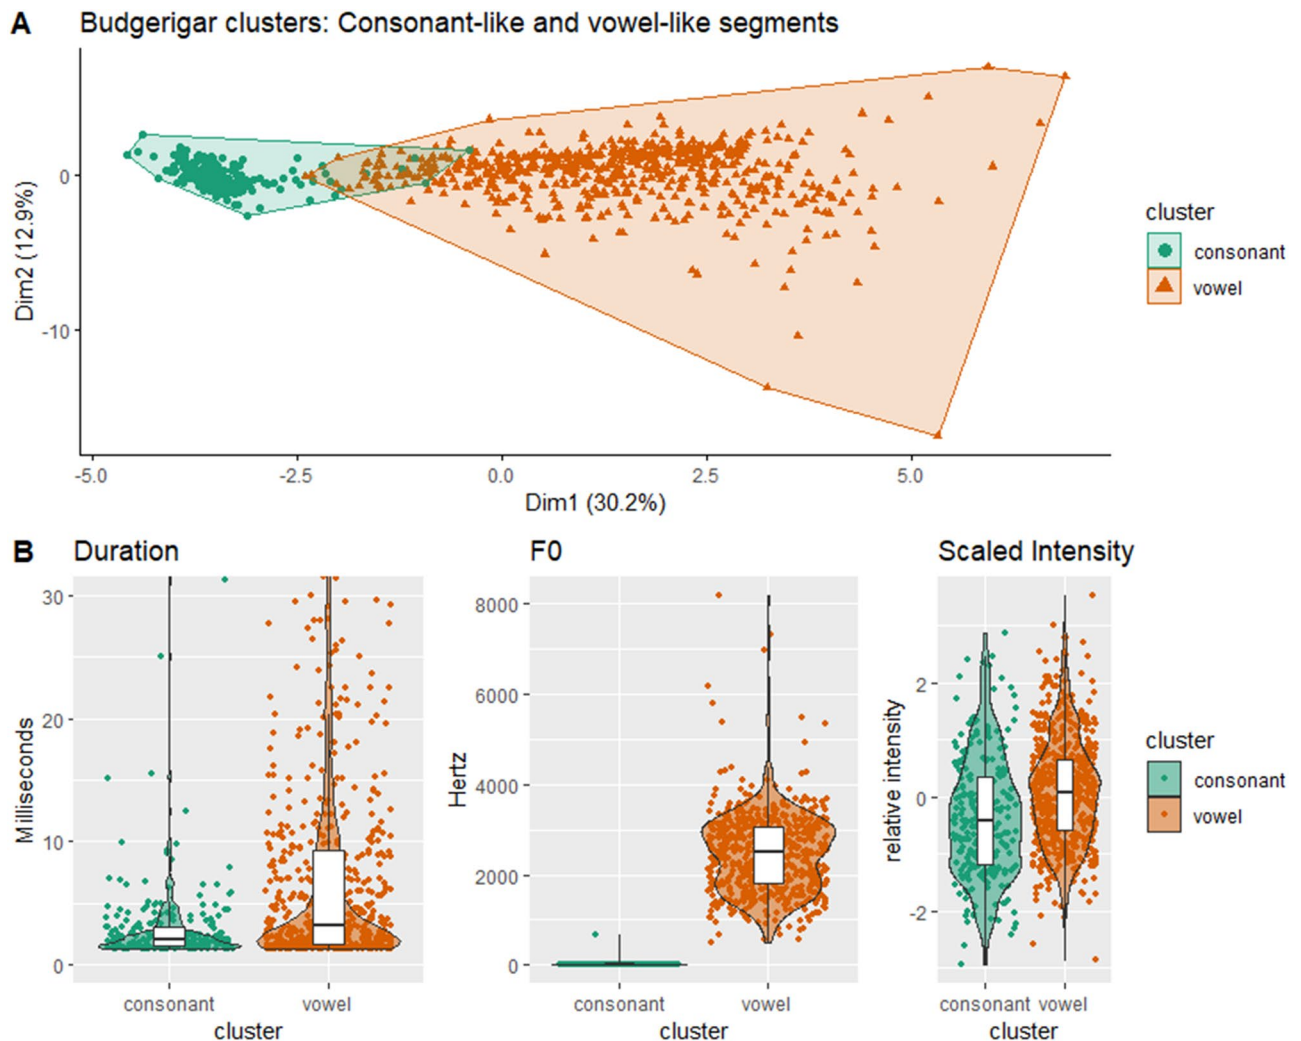 A Budgerigar clusters: Consonant-like and vowel-like segments
Dim2 (12.9%)
0
-10
-5.0 -2.5 0.0 2.5 5.0
Dim1 (30.2%)
cluster
consonant
vowel
B Duration
Milliseconds
30
20
10
0
consonant vowel
cluster
F0
Hertz
8000
6000
4000
2000
0
consonant vowel
cluster
Scaled Intensity
relative intensity
2
0
-2
consonant vowel
cluster
cluster
consonant
vowel